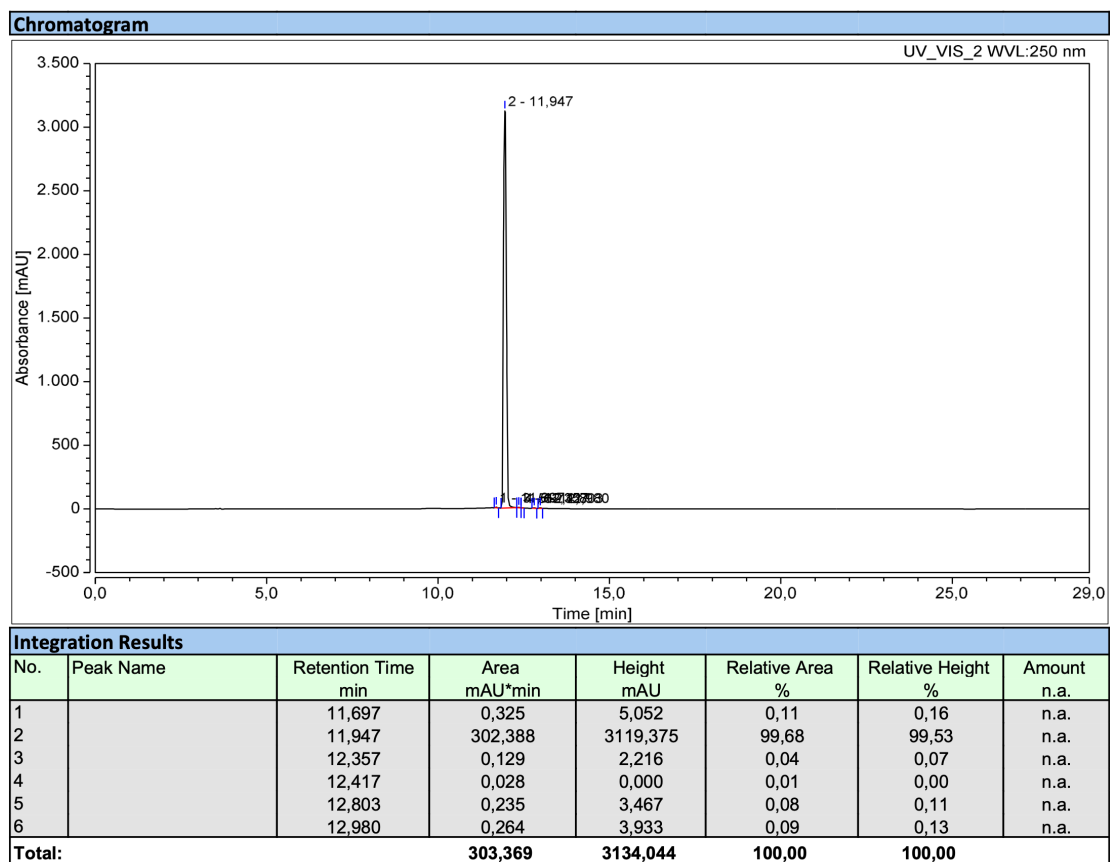 Chromatogram
UV_VIS_2 WVL:250 nm
3.500
3.000
2.500
2.000
1.500
1.000
500
0
-500
Absorbance [mAU]
2 - 11,947
0,0 5,0 10,0 15,0 20,0 25,0 29,0
Time [min]
Integration Results
No. Peak Name Retention Time Area Height Relative Area Relative Height Amount
min mAU*min mAU % % n.a.
1 11,697 0,325 5,052 0,11 0,16 n.a.
2 11,947 302,388 3119,375 99,68 99,53 n.a.
3 12,357 0,129 2,216 0,04 0,07 n.a.
4 12,417 0,028 0,000 0,01 0,00 n.a.
5 12,803 0,235 3,467 0,08 0,11 n.a.
6 12,980 0,264 3,933 0,09 0,13 n.a.
Total: 303,369 3134,044 100,00 100,00